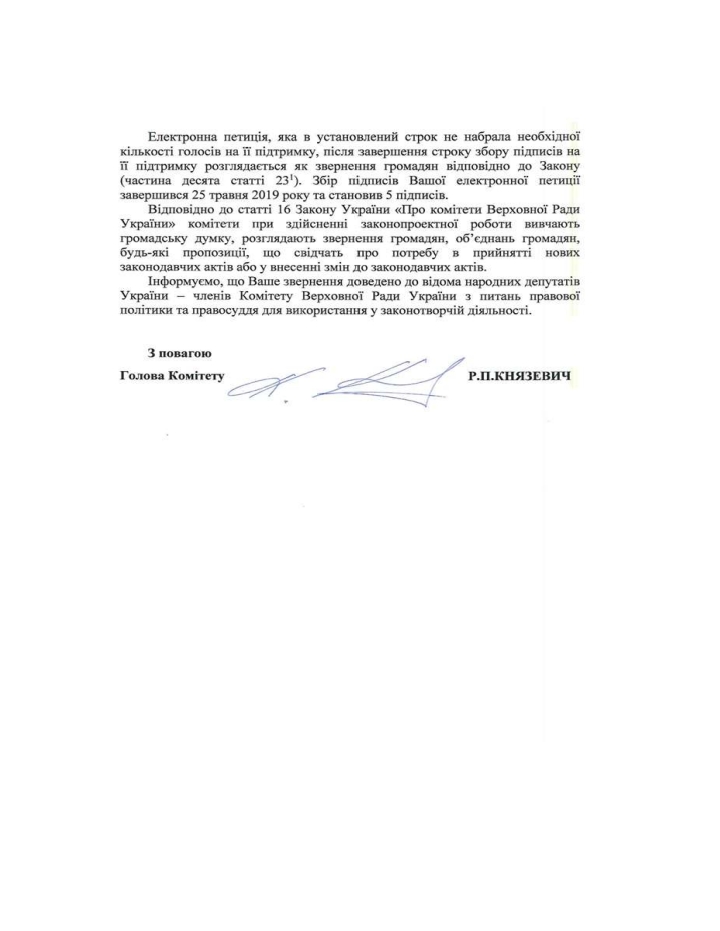 Електронна петиція, яка в установлений строк не набрала необхідної
кількості голосів на її підтримку, після завершення строку збору підписів на
її підтримку розглядається як звернення громадян відповідно до Закону
(частина десята статті 23¹). Збір підписів Вашої електронної петиції
завершився 25 травня 2019 року та становив 5 підписів.
Відповідно до статті 16 Закону України «Про комітети Верховної Ради
України» комітети при здійсненні законопроектної роботи вивчають
громадську думку, розглядають звернення громадян, об’єднань громадян,
будь-які пропозиції, що свідчать про потребу в прийнятті нових
законодавчих актів або у внесенні змін до законодавчих актів.
Інформуємо, що Ваше звернення доведено до відома народних депутатів
України – членів Комітету Верховної Ради України з питань правової
політики та правосуддя для використання у законотворчій діяльності.
З повагою
Голова Комітету Р.П.КНЯЗЕВИЧ